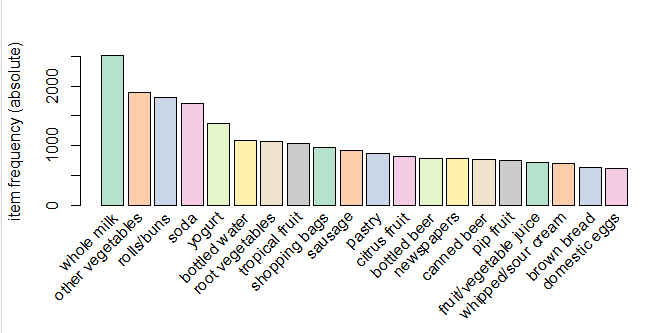 item frequency (absolute)
2000
1000
0
whole milk
other vegetables
rolls/buns
soda
yogurt
bottled water
root vegetables
tropical fruit
shopping bags
sausage
pastry
citrus fruit
bottled beer
newspapers
canned beer
pip fruit
fruit/vegetable juice
whipped/sour cream
brown bread
domestic eggs